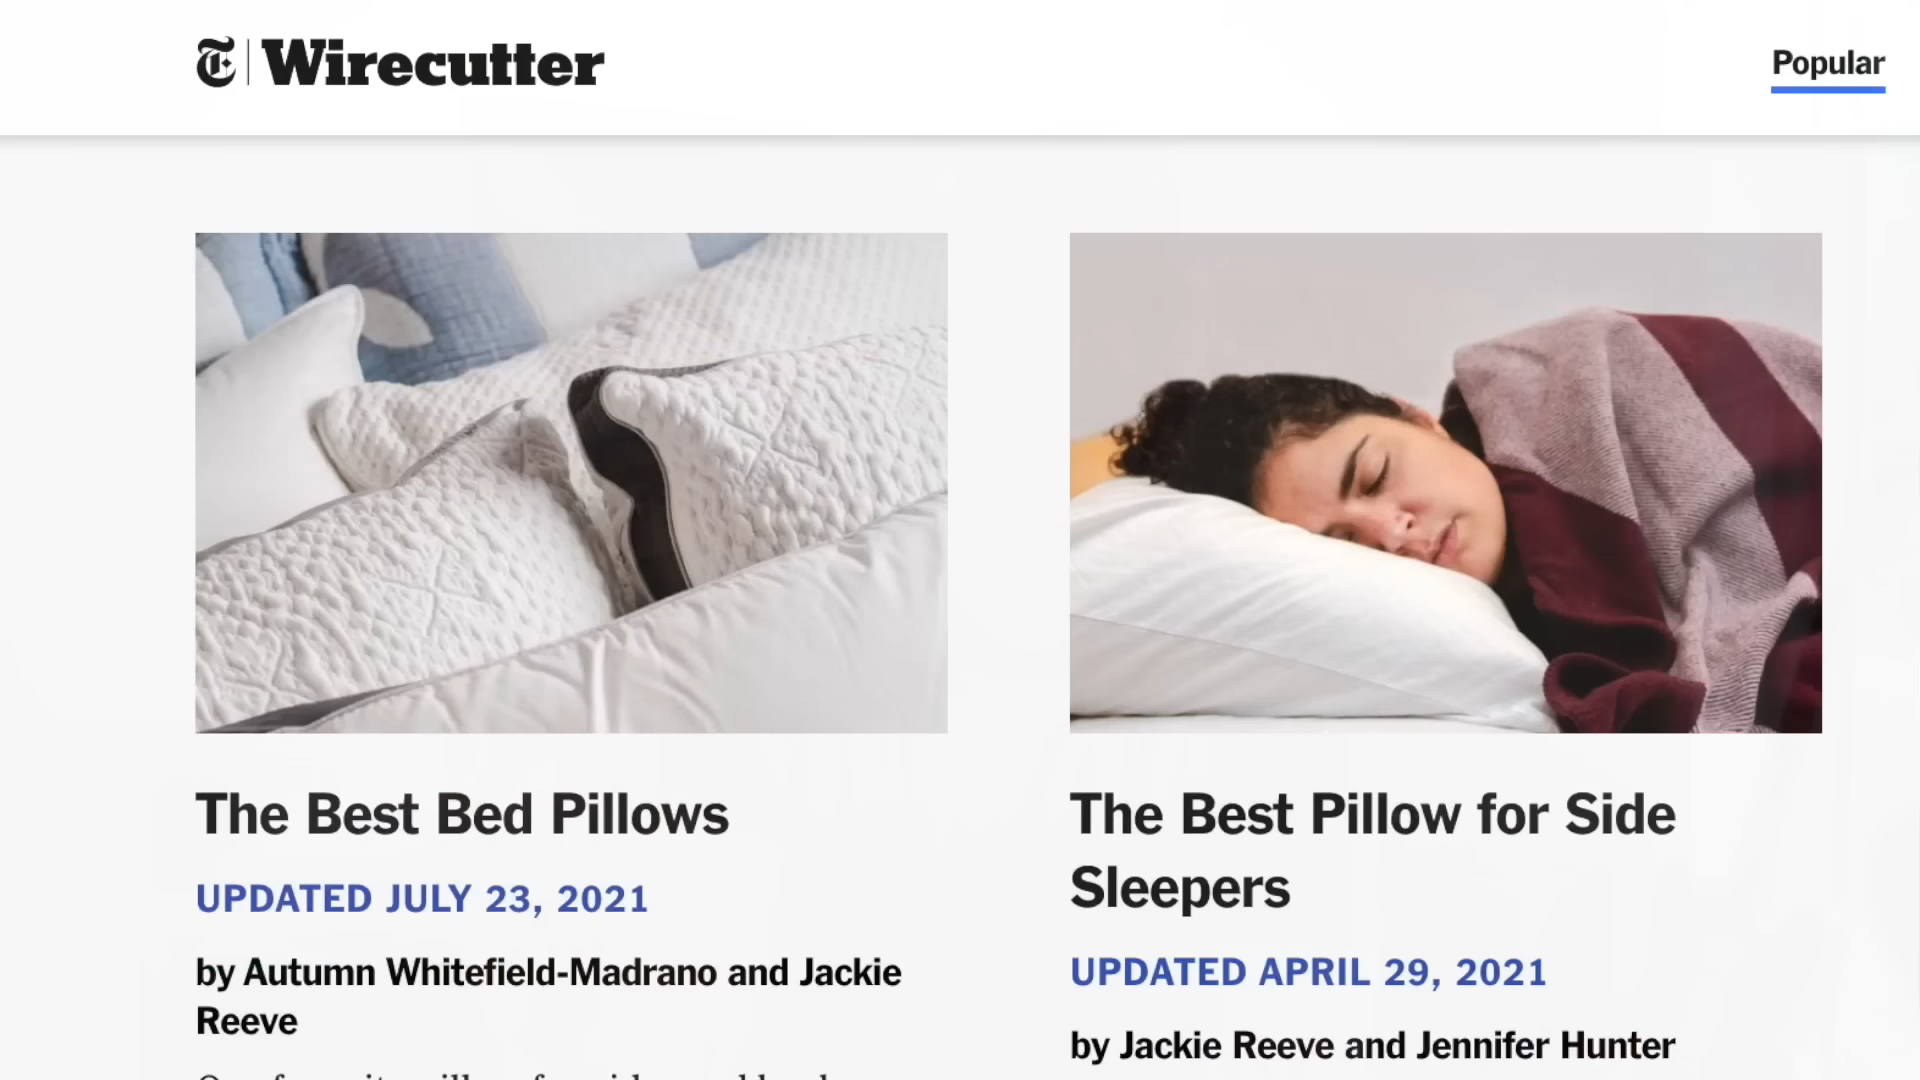 T Wirecutter
Popular
The Best Bed Pillows
UPDATED JULY 23, 2021
by Autumn Whitefield-Madrano and Jackie
Reeve
The Best Pillow for Side
Sleepers
UPDATED APRIL 29, 2021
by Jackie Reeve and Jennifer Hunter